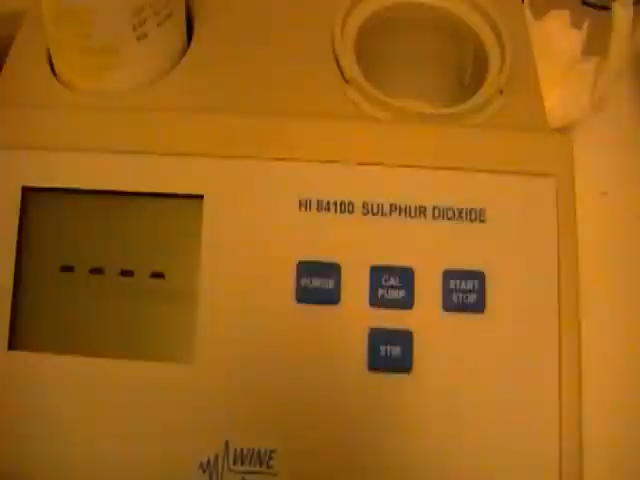 HI 84100 SULPHUR DIOXIDE
----
PURGE
CAL
PUMP
START
STOP
STIR
WINE